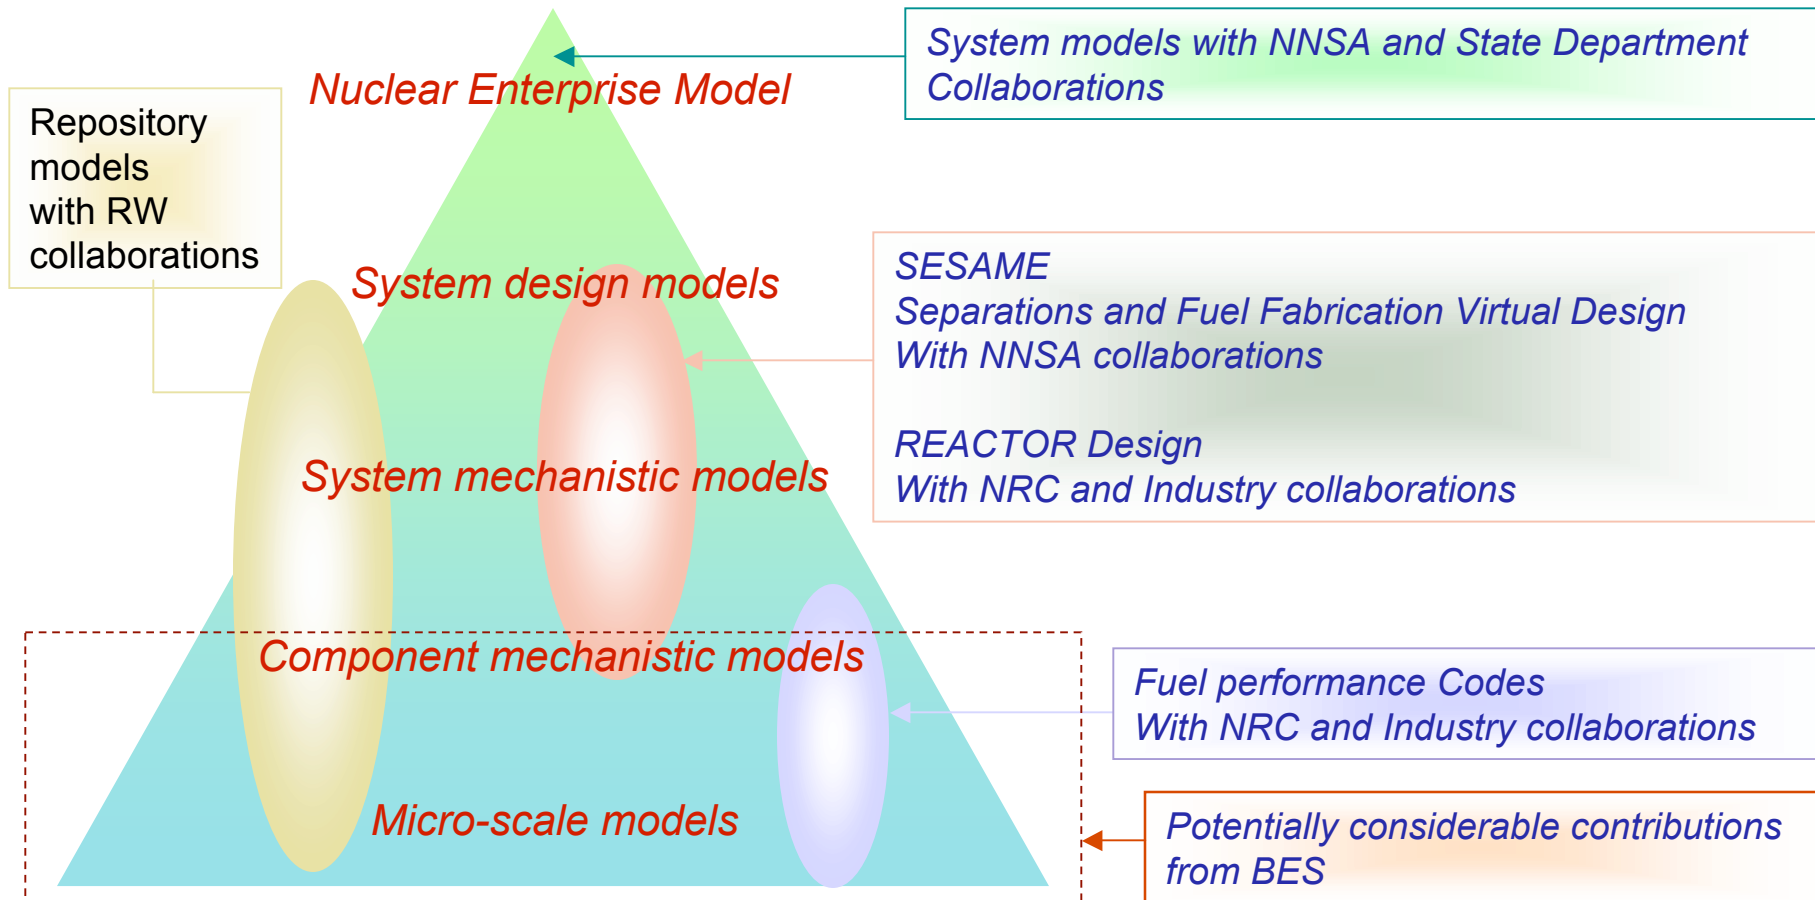 System models with NNSA and State Department
Collaborations
Nuclear Enterprise Model
Repository
models
with RW
collaborations
System design models
SESAME
Separations and Fuel Fabrication Virtual Design
With NNSA collaborations
REACTOR Design
With NRC and Industry collaborations
System mechanistic models
Component mechanistic models
Fuel performance Codes
With NRC and Industry collaborations
Micro-scale models
Potentially considerable contributions
from BES